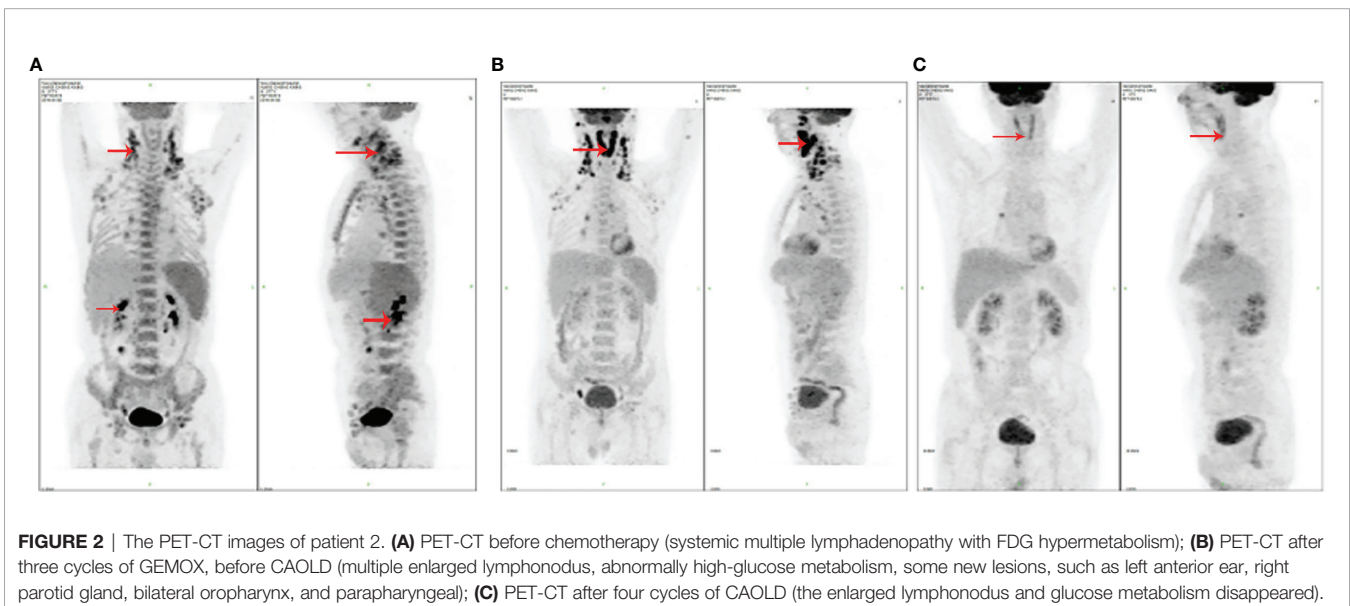 A
B
C
FIGURE 2 | The PET-CT images of patient 2. (A) PET-CT before chemotherapy (systemic multiple lymphadenopathy with FDG hypermetabolism); (B) PET-CT after
three cycles of GEMOX, before CAOLD (multiple enlarged lymphonodus, abnormally high-glucose metabolism, some new lesions, such as left anterior ear, right
parotid gland, bilateral oropharynx, and parapharyngeal); (C) PET-CT after four cycles of CAOLD (the enlarged lymphonodus and glucose metabolism disappeared).